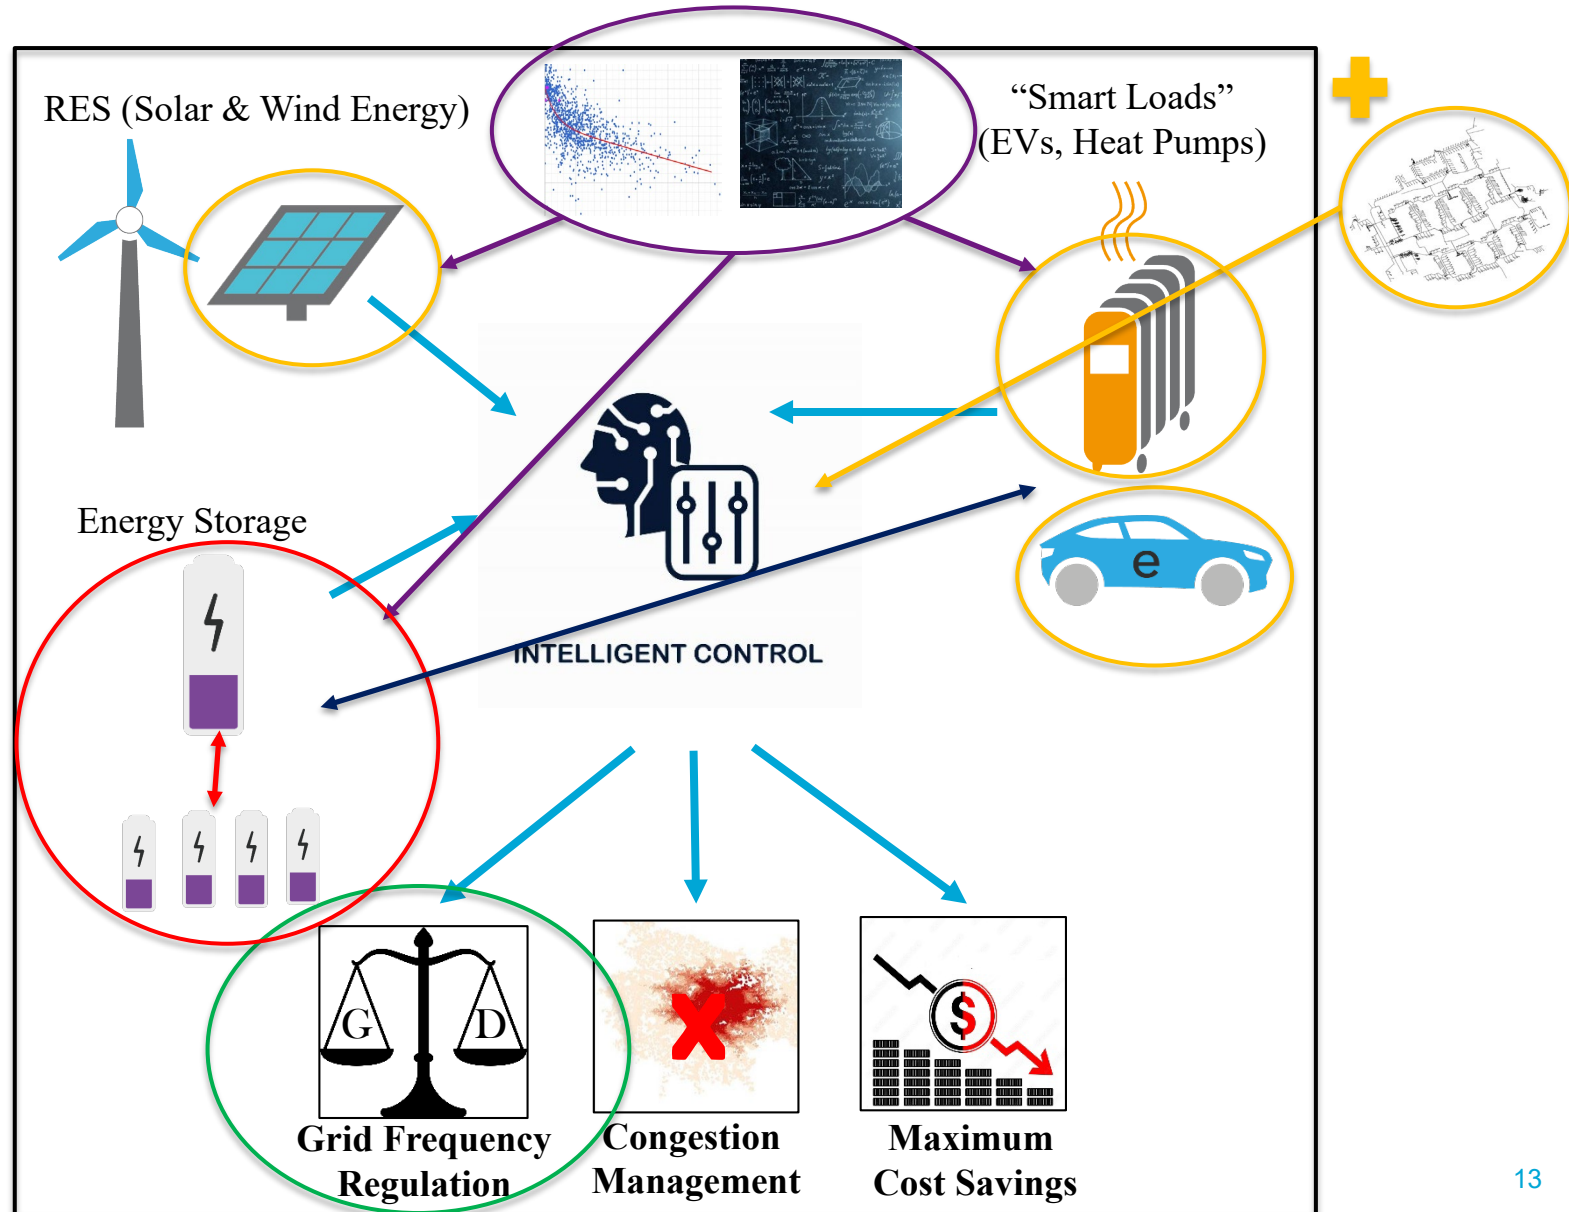 RES (Solar & Wind Energy)
“Smart Loads”
(EVs, Heat Pumps)
Energy Storage
e
INTELLIGENT CONTROL
G
D
$
Grid Frequency
Regulation
Congestion
Management
Maximum
Cost Savings
13